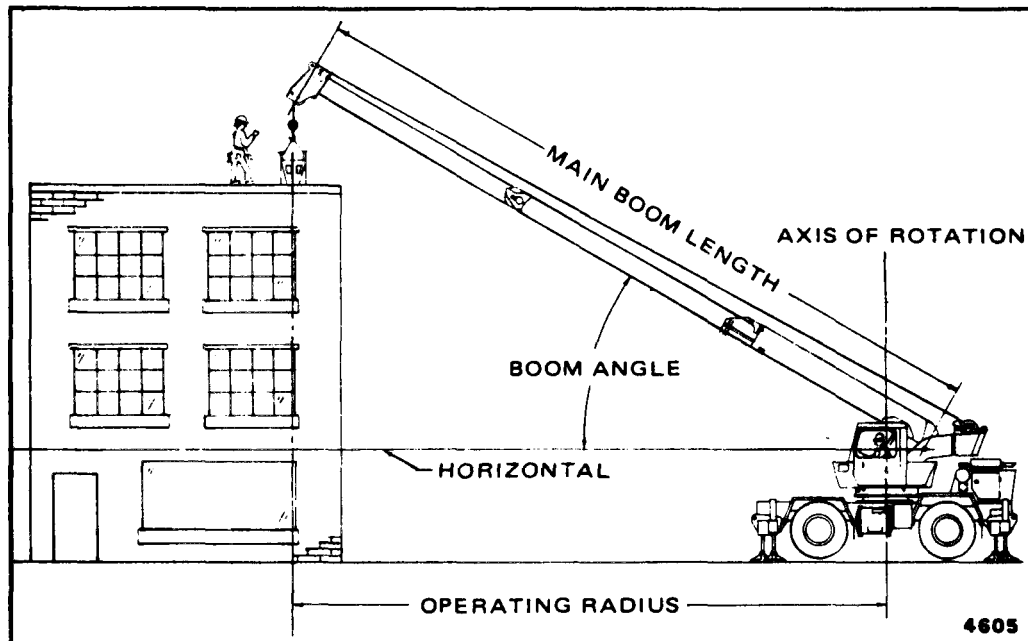 MAIN BOOM LENGTH
AXIS OF ROTATION
BOOM ANGLE
HORIZONTAL
OPERATING RADIUS
4605